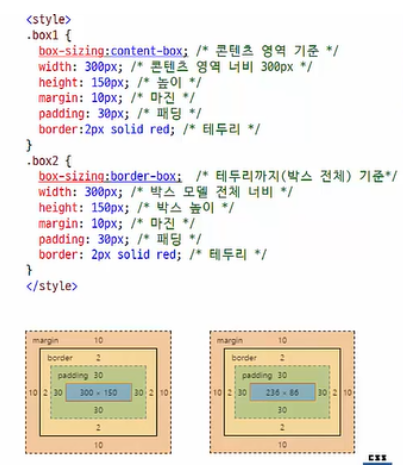 <style>
.box1 {
box-sizing:content-box; /* 콘텐츠 영역 기준 */
width: 300px; /* 콘텐츠 영역 너비 300px */
height: 150px; /* 높이 */
margin: 10px; /* 마진 */
padding: 30px; /* 패딩 */
border:2px solid red; /* 테두리 */
}
.box2 {
box-sizing:border-box; /* 테두리까지(박스 전체) 기준*/
width: 300px; /* 박스 모델 전체 너비 */
height: 150px; /* 박스 높이 */
margin: 10px; /* 마진 */
padding: 30px; /* 패딩 */
border: 2px solid red; /* 테두리 */
}
</style>
margin 10
border 2
padding 30
10 2 30 300 × 150 30 2 10
30
2
10
margin 10
border 2
padding 30
10 2 30 236 × 86 30 2 10
30
2
10
CSS